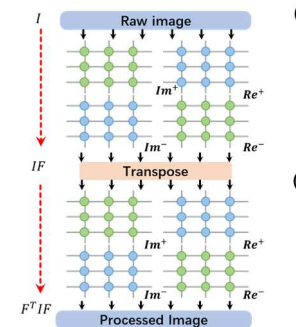 I
Raw image
Im⁺
Re⁺
Im⁻
Re⁻
IF
Transpose
Im⁺
Re⁺
Im⁻
Re⁻
FᵀIF
Processed Image
(
(